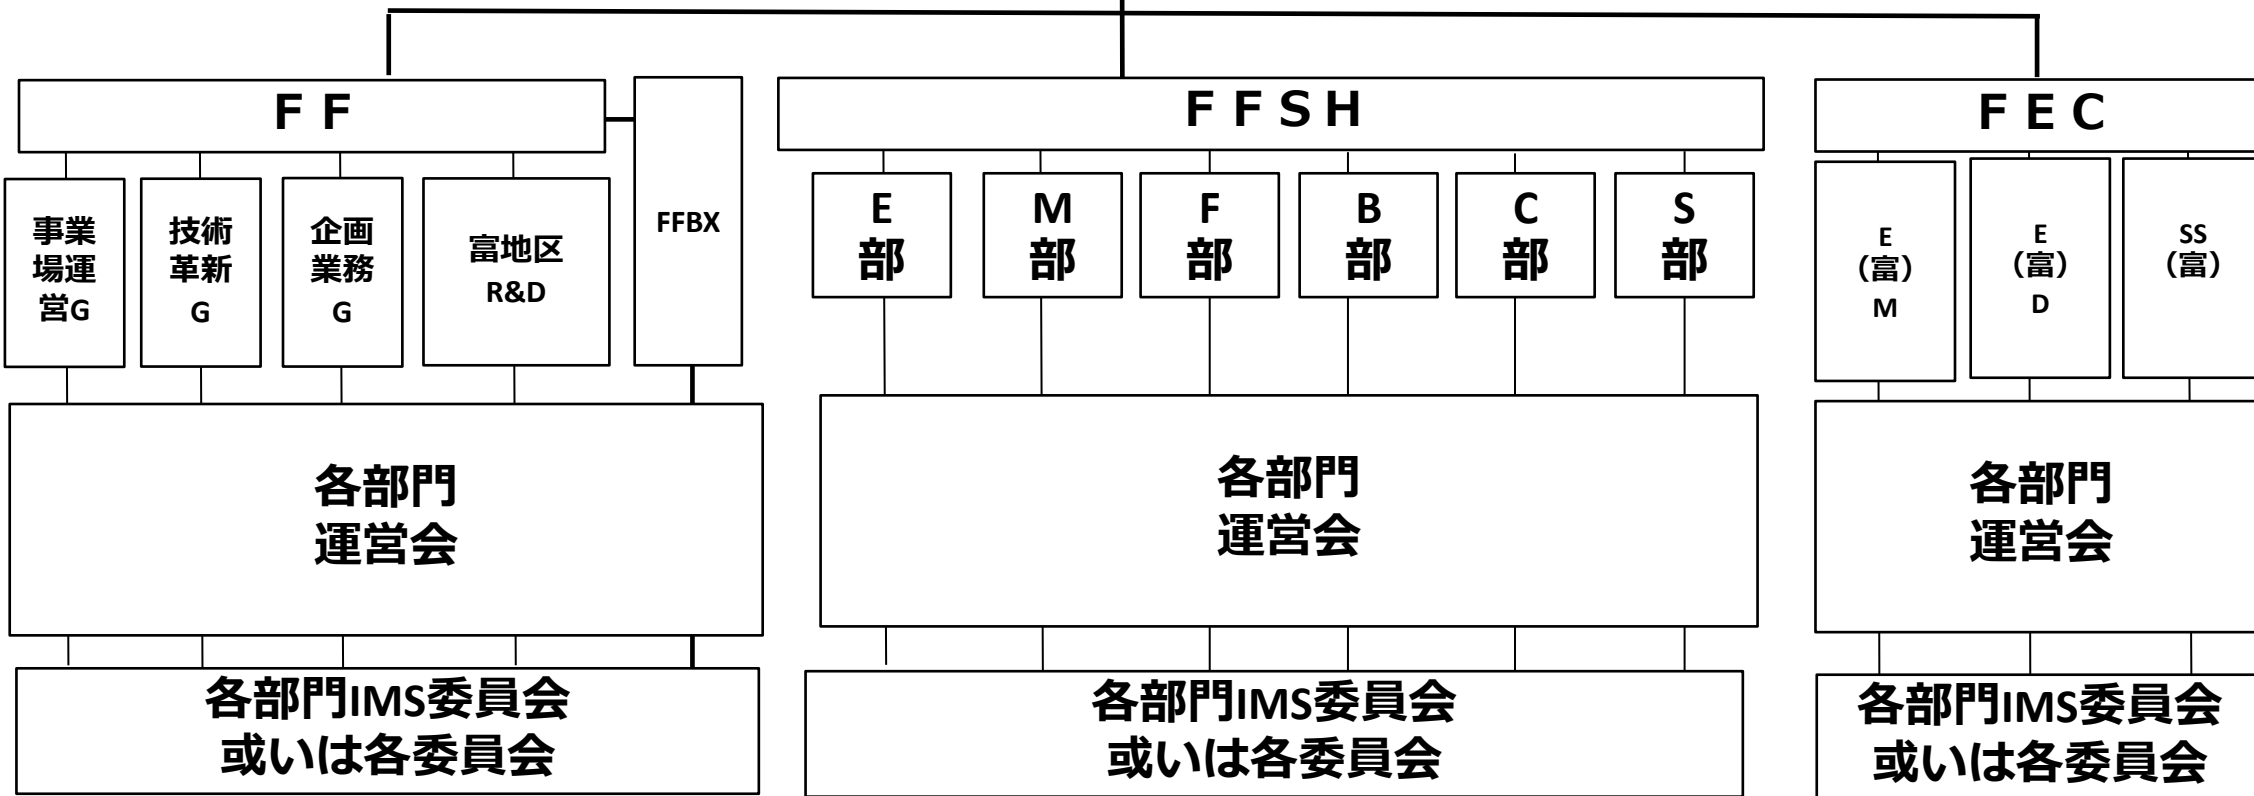 ＦＦ
ＦＦＳＨ
ＦＥＣ
事業
場運
営G
技術
革新
G
企画
業務
G
富地区
R&D
FFBX
E
部
M
部
F
部
B
部
C
部
S
部
E
（富）
M
E
（富）
D
SS
（富）
各部門
運営会
各部門
運営会
各部門
運営会
各部門IMS委員会
或いは各委員会
各部門IMS委員会
或いは各委員会
各部門IMS委員会
或いは各委員会